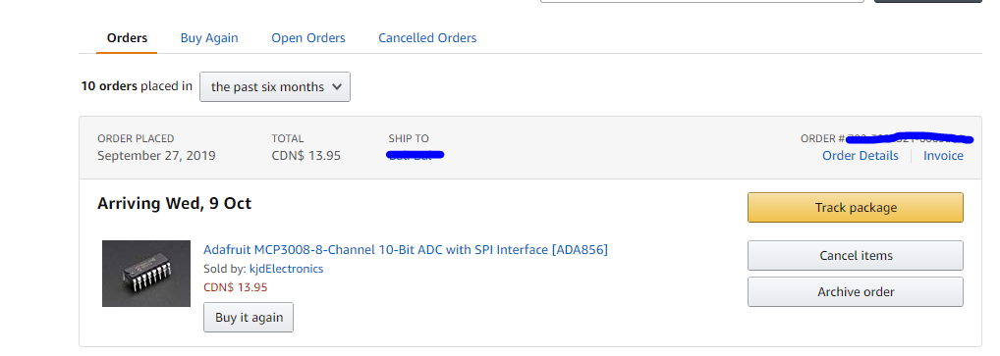 Orders Buy Again Open Orders Cancelled Orders
10 orders placed in the past six months
ORDER PLACED TOTAL SHIP TO ORDER #
September 27, 2019 CDN$ 13.95 Order Details Invoice
Arriving Wed, 9 Oct
Track package
Adafruit MCP3008-8-Channel 10-Bit ADC with SPI Interface [ADA856]
Sold by: kjdElectronics
CDN$ 13.95
Buy it again
Cancel items
Archive order